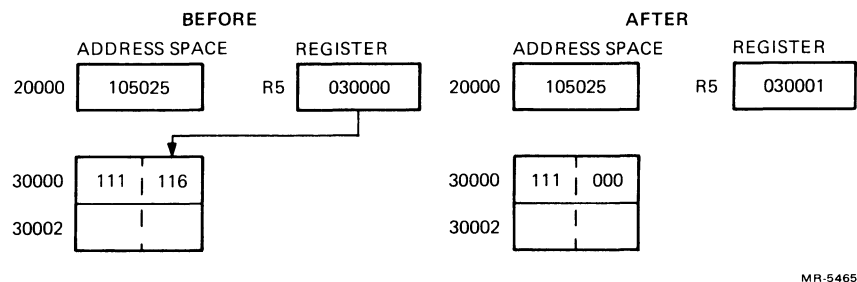 BEFORE AFTER
ADDRESS SPACE REGISTER ADDRESS SPACE REGISTER
20000 105025 R5 030000 20000 105025 R5 030001
30000 111 116 30000 111 000
30002 30002
MR-5465